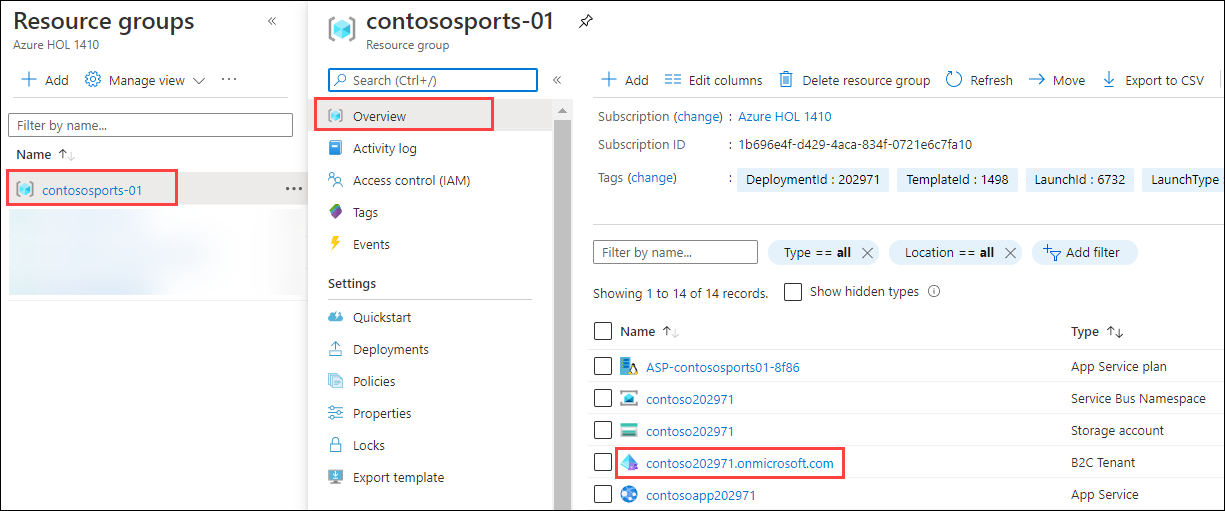 Resource groups «
Azure HOL 1410
Add Manage view ...
Filter by name...
Name ↑↓
contososports-01 ...
contososports-01
Resource group
Search (Ctrl+/) «
Overview
Activity log
Access control (IAM)
Tags
Events
Settings
Quickstart
Deployments
Policies
Properties
Locks
Export template
Add Edit columns Delete resource group Refresh Move Export to CSV
Subscription (change) : Azure HOL 1410
Subscription ID : 1b696e4f-d429-4aca-834f-0721e6c7fa10
Tags (change) : DeploymentId : 202971 TemplateId : 1498 LaunchId : 6732 LaunchType
Filter by name... Type == all Location == all Add filter
Showing 1 to 14 of 14 records. Show hidden types
Name ↑↓ Type ↑↓
ASP-contososports01-8f86 App Service plan
contoso202971 Service Bus Namespace
contoso202971 Storage account
contoso202971.onmicrosoft.com B2C Tenant
contosoapp202971 App Service